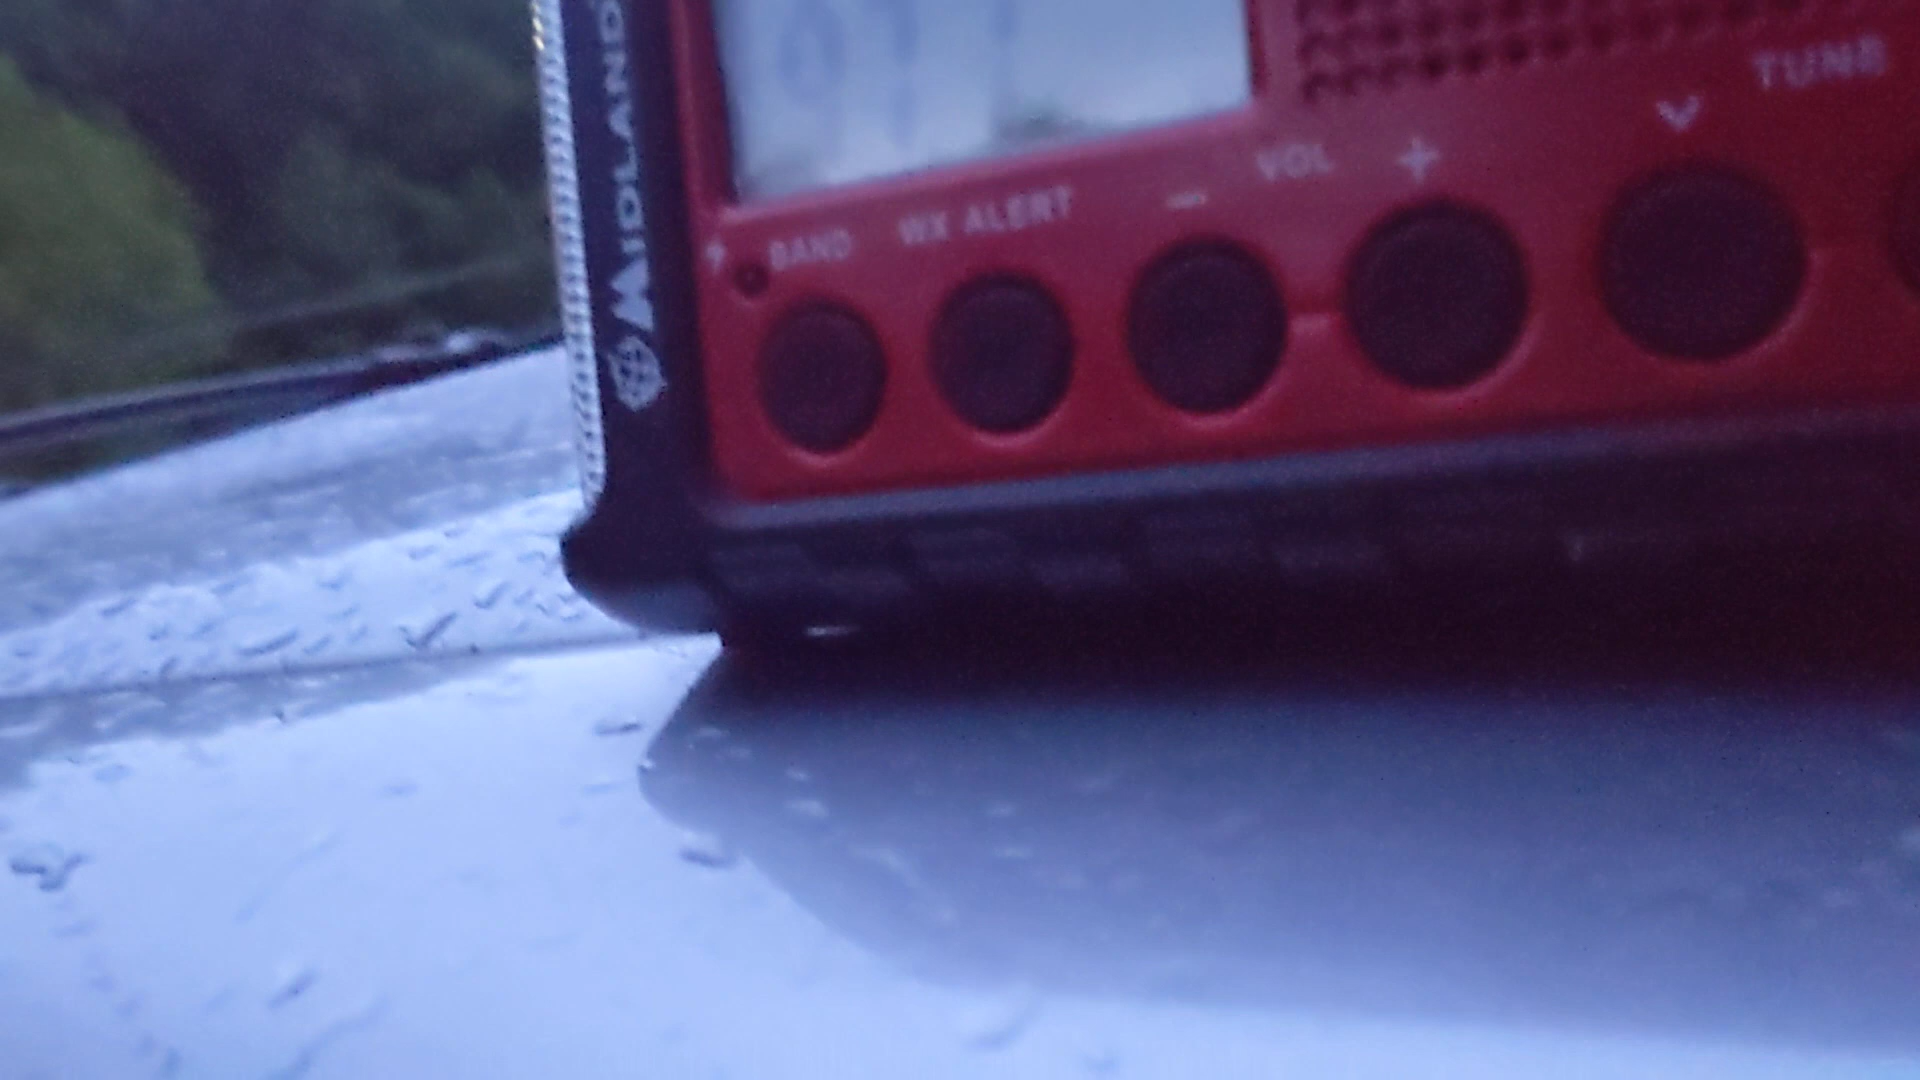 MIDLAND
TUNE
VOL
− +
WX ALERT
BAND